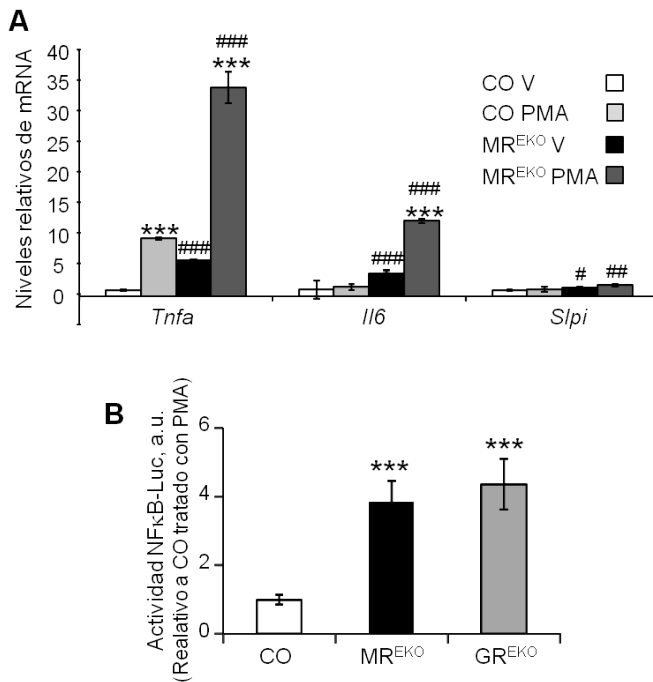 A
Niveles relativos de mRNA
40
35
30
25
20
15
10
5
0
***
###
###
***
###
###
***
#
##
CO V
CO PMA
MR^EKO V
MR^EKO PMA
Tnfa
Il6
Slpi
B
Actividad NFκB-Luc, a.u.
(Realativo a CO tratado con PMA)
6
4
2
0
***
***
CO
MR^EKO
GR^EKO